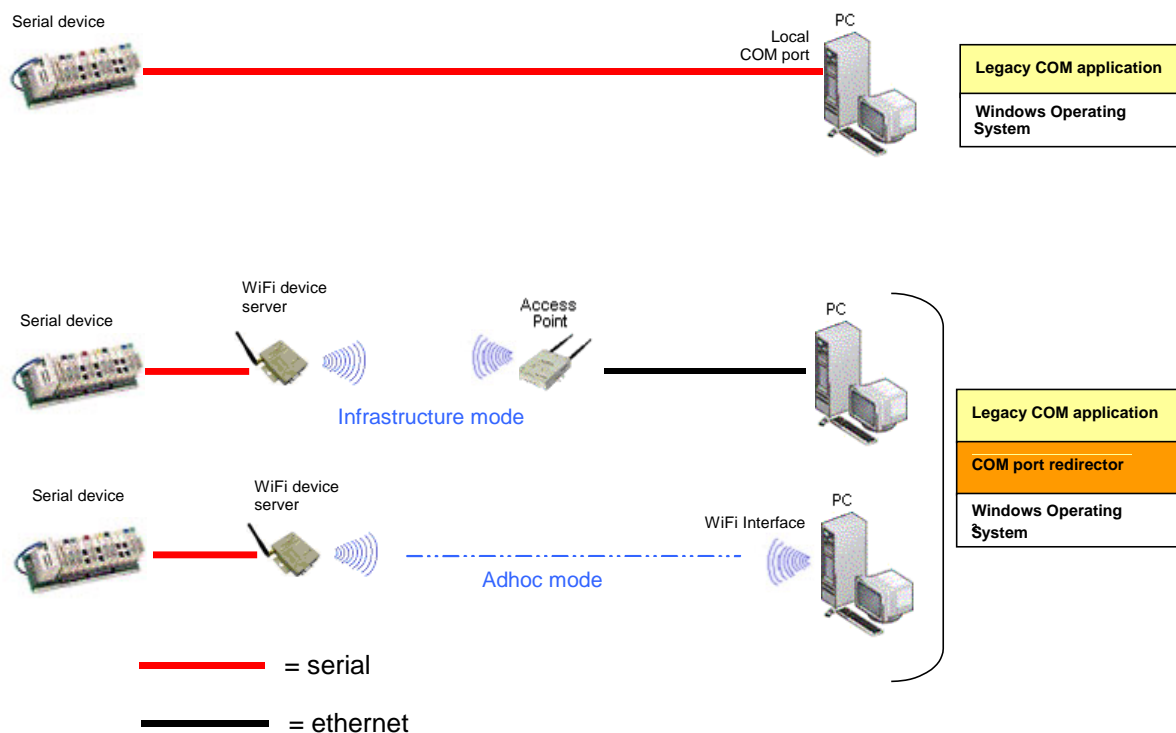 Serial device
Local
COM port
PC
Legacy COM application
Windows Operating
System
WiFi device
server
Serial device
Access
Point
PC
Infrastructure mode
Legacy COM application
COM port redirector
Windows Operating
System
Serial device
WiFi device
server
WiFi Interface
PC
Adhoc mode
= serial
= ethernet